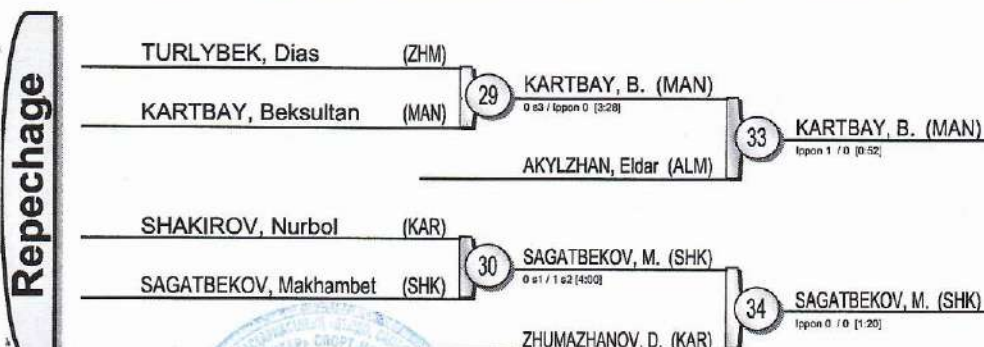 Repechage
TURLYBEK, Dias (ZHM)
KARTBAY, Beksultan (MAN)
29
KARTBAY, B. (MAN)
0 s3 / Ippon 0 [3:28]
AKYLZHAN, Eldar (ALM)
33
KARTBAY, B. (MAN)
Ippon 1 / 0 [0:52]
SHAKIROV, Nurbol (KAR)
SAGATBEKOV, Makhambet (SHK)
30
SAGATBEKOV, M. (SHK)
0 s1 / 1 s2 [4:00]
ZHUMAZHANOV, D. (KAR)
34
SAGATBEKOV, M. (SHK)
Ippon 0 / 0 [1:20]